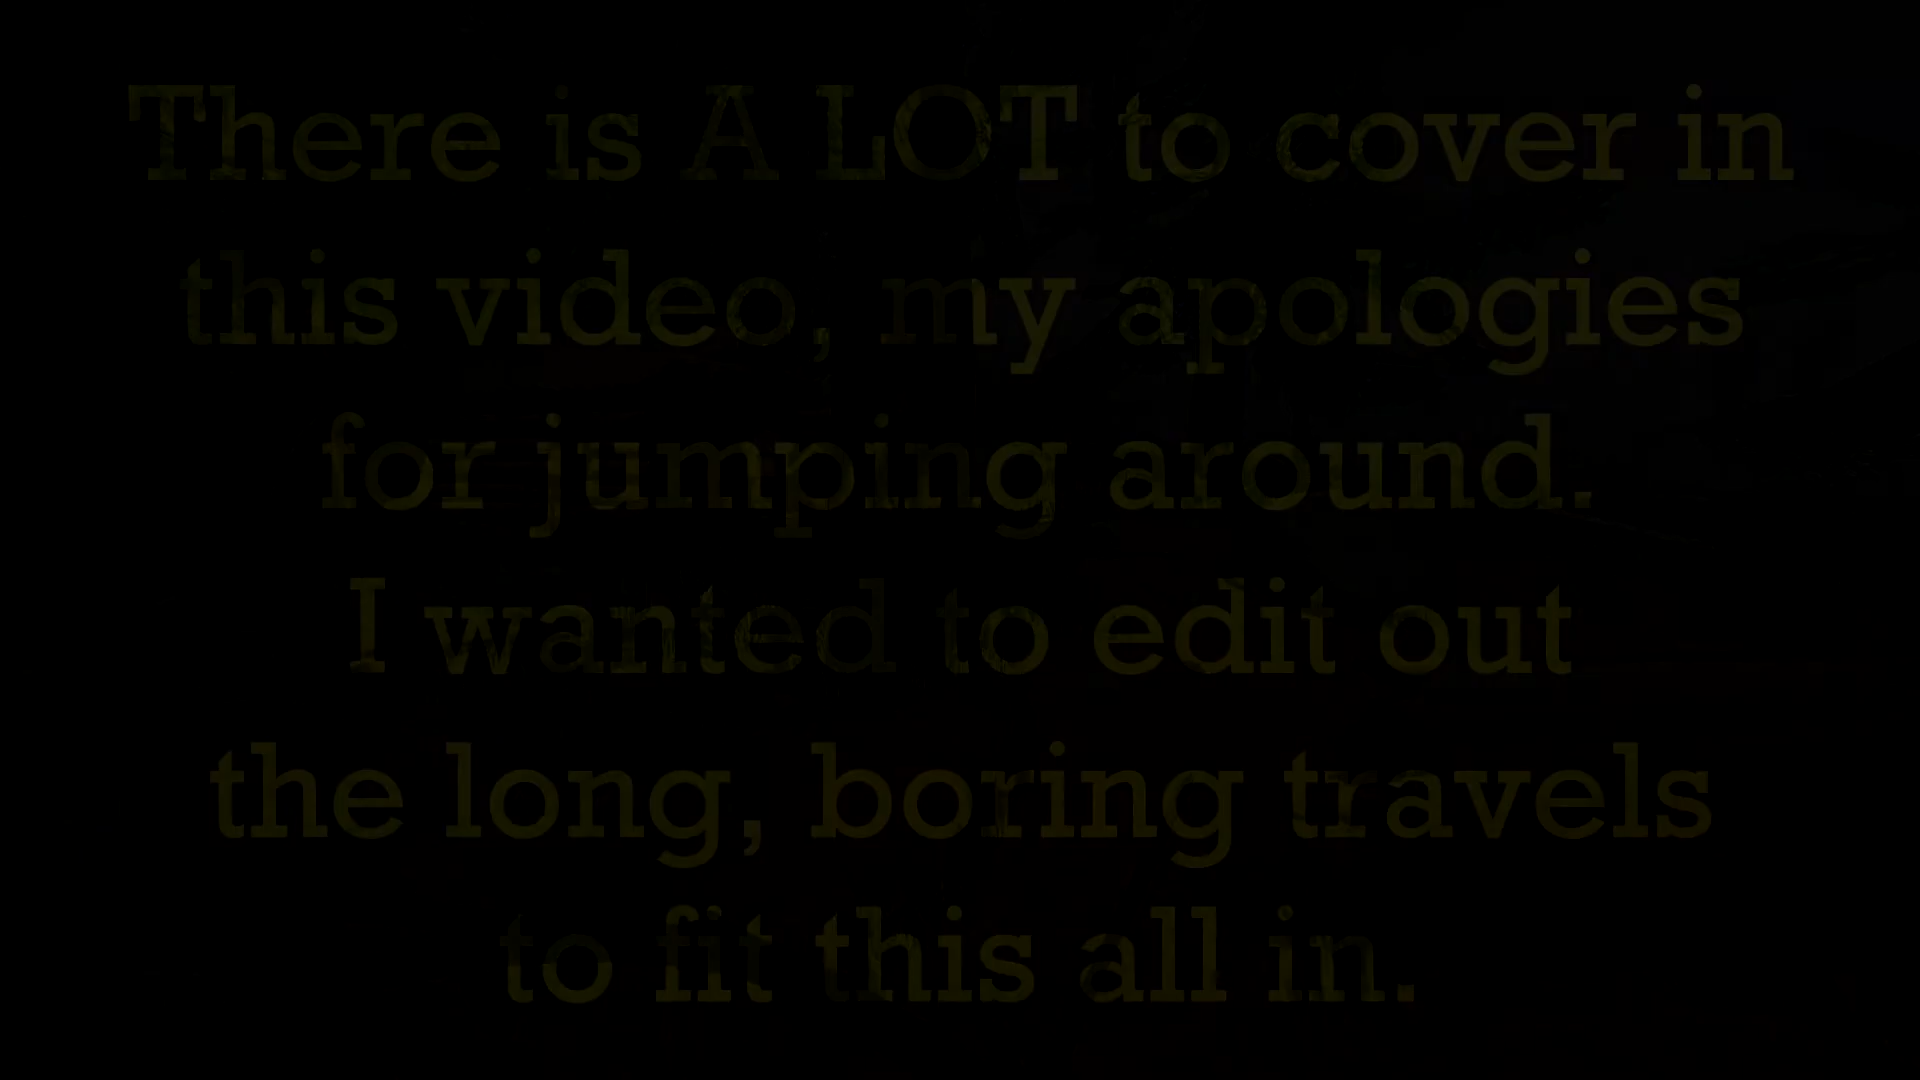 There is A LOT to cover in
this video, my apologies
for jumping around.
I wanted to edit out
the long, boring travels
to fit this all in.